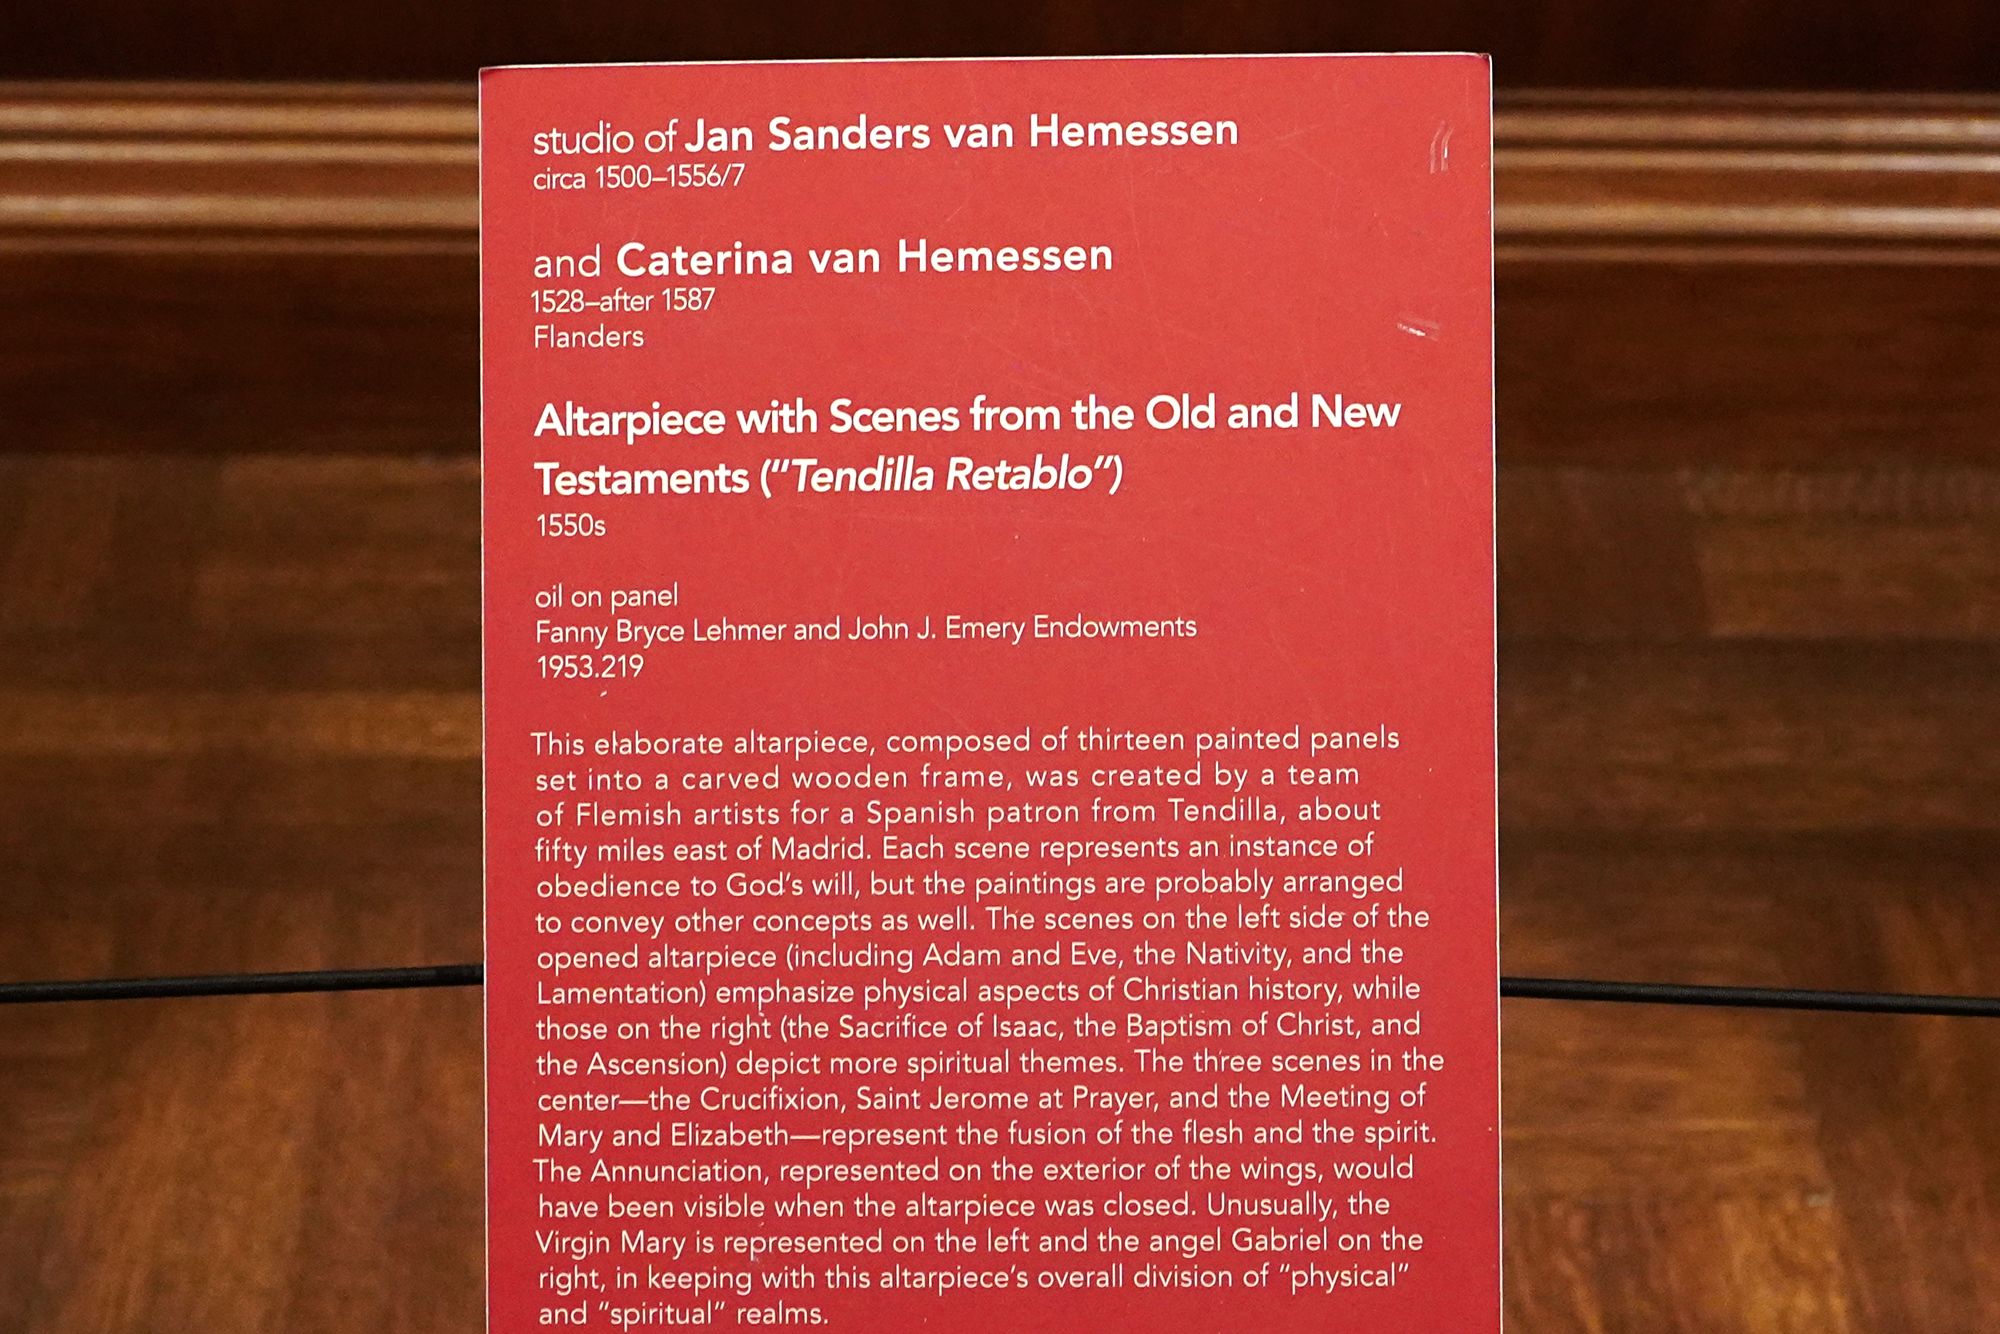 studio of Jan Sanders van Hemessen
circa 1500–1556/7
and Caterina van Hemessen
1528–after 1587
Flanders
Altarpiece with Scenes from the Old and New
Testaments (“Tendilla Retablo”)
1550s
oil on panel
Fanny Bryce Lehmer and John J. Emery Endowments
1953.219
This elaborate altarpiece, composed of thirteen painted panels
set into a carved wooden frame, was created by a team
of Flemish artists for a Spanish patron from Tendilla, about
fifty miles east of Madrid. Each scene represents an instance of
obedience to God’s will, but the paintings are probably arranged
to convey other concepts as well. The scenes on the left side of the
opened altarpiece (including Adam and Eve, the Nativity, and the
Lamentation) emphasize physical aspects of Christian history, while
those on the right (the Sacrifice of Isaac, the Baptism of Christ, and
the Ascension) depict more spiritual themes. The three scenes in the
center—the Crucifixion, Saint Jerome at Prayer, and the Meeting of
Mary and Elizabeth—represent the fusion of the flesh and the spirit.
The Annunciation, represented on the exterior of the wings, would
have been visible when the altarpiece was closed. Unusually, the
Virgin Mary is represented on the left and the angel Gabriel on the
right, in keeping with this altarpiece’s overall division of “physical”
and “spiritual” realms.